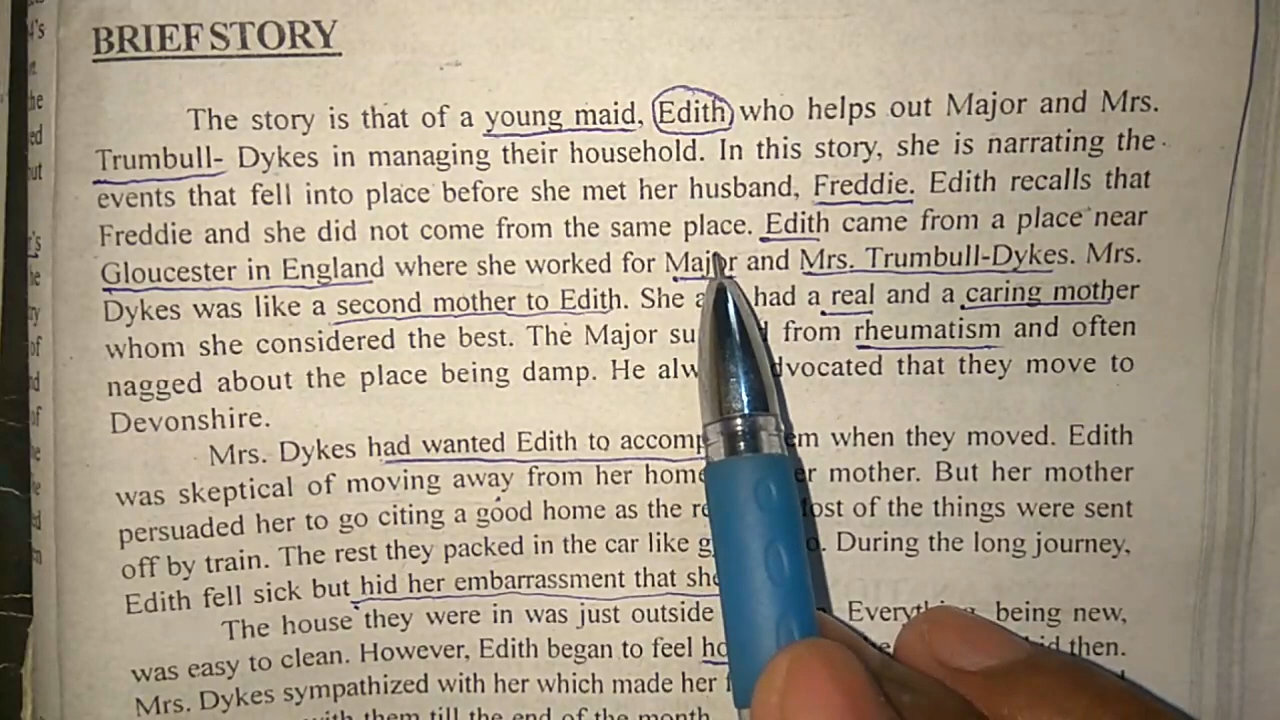 BRIEF STORY
The story is that of a young maid, Edith who helps out Major and Mrs.
Trumbull- Dykes in managing their household. In this story, she is narrating the
events that fell into place before she met her husband, Freddie. Edith recalls that
Freddie and she did not come from the same place. Edith came from a place near
Gloucester in England where she worked for Major and Mrs. Trumbull-Dykes. Mrs.
Dykes was like a second mother to Edith. She had a real and a caring mother
whom she considered the best. The Major from rheumatism and often
nagged about the place being damp. He that they move to
Devonshire.
Mrs. Dykes had wanted Edith to when they moved. Edith
was skeptical of moving away from her mother. But her mother
persuaded her to go citing a good home as the of the things were sent
off by train. The rest they packed in the car like During the long journey,
Edith fell sick but hid her embarrassment that
The house they were in was just outside being new,
was easy to clean. However, Edith began to feel then.
Mrs. Dykes sympathized with her which made her
with them till the end of the month